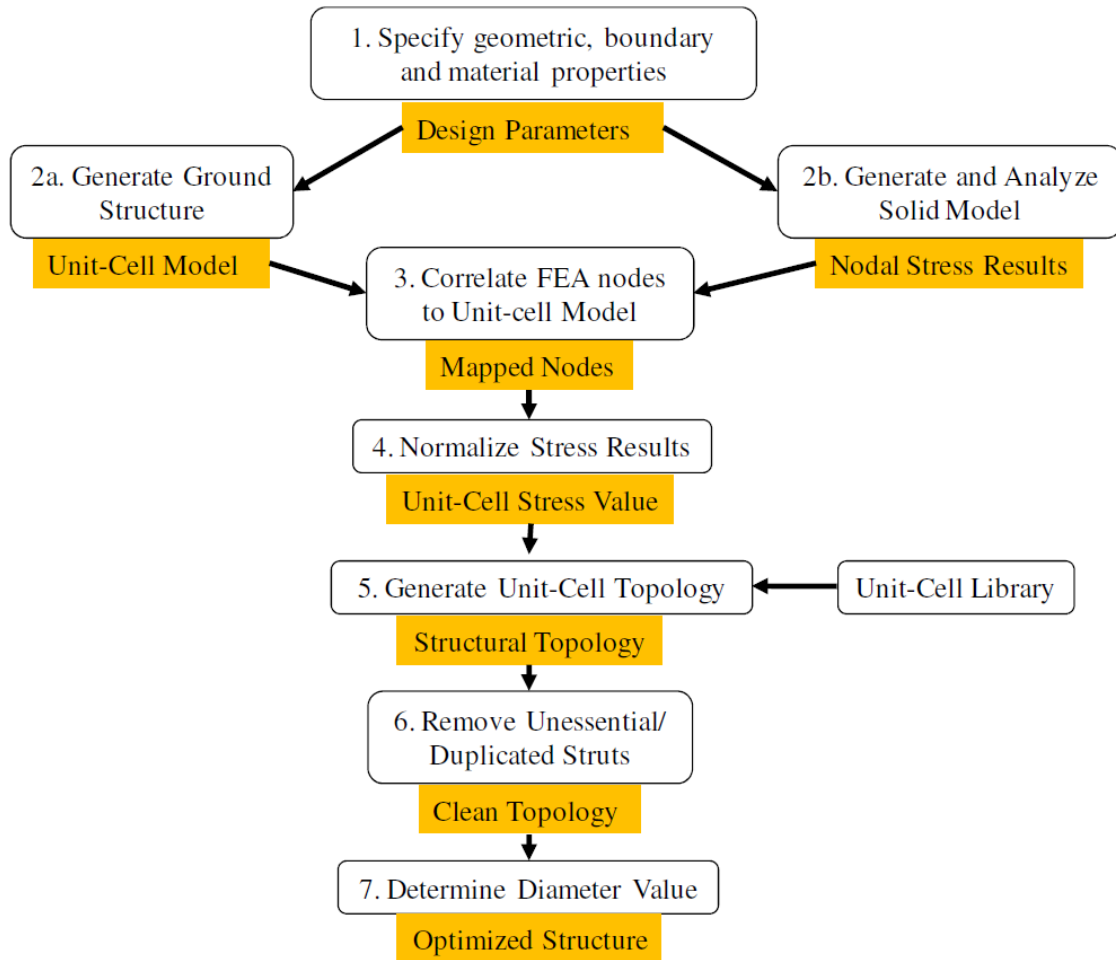 1. Specify geometric, boundary
and material properties
Design Parameters
2a. Generate Ground
Structure
Unit-Cell Model
2b. Generate and Analyze
Solid Model
Nodal Stress Results
3. Correlate FEA nodes
to Unit-cell Model
Mapped Nodes
4. Normalize Stress Results
Unit-Cell Stress Value
5. Generate Unit-Cell Topology
Unit-Cell Library
Structural Topology
6. Remove Unessential/
Duplicated Struts
Clean Topology
7. Determine Diameter Value
Optimized Structure